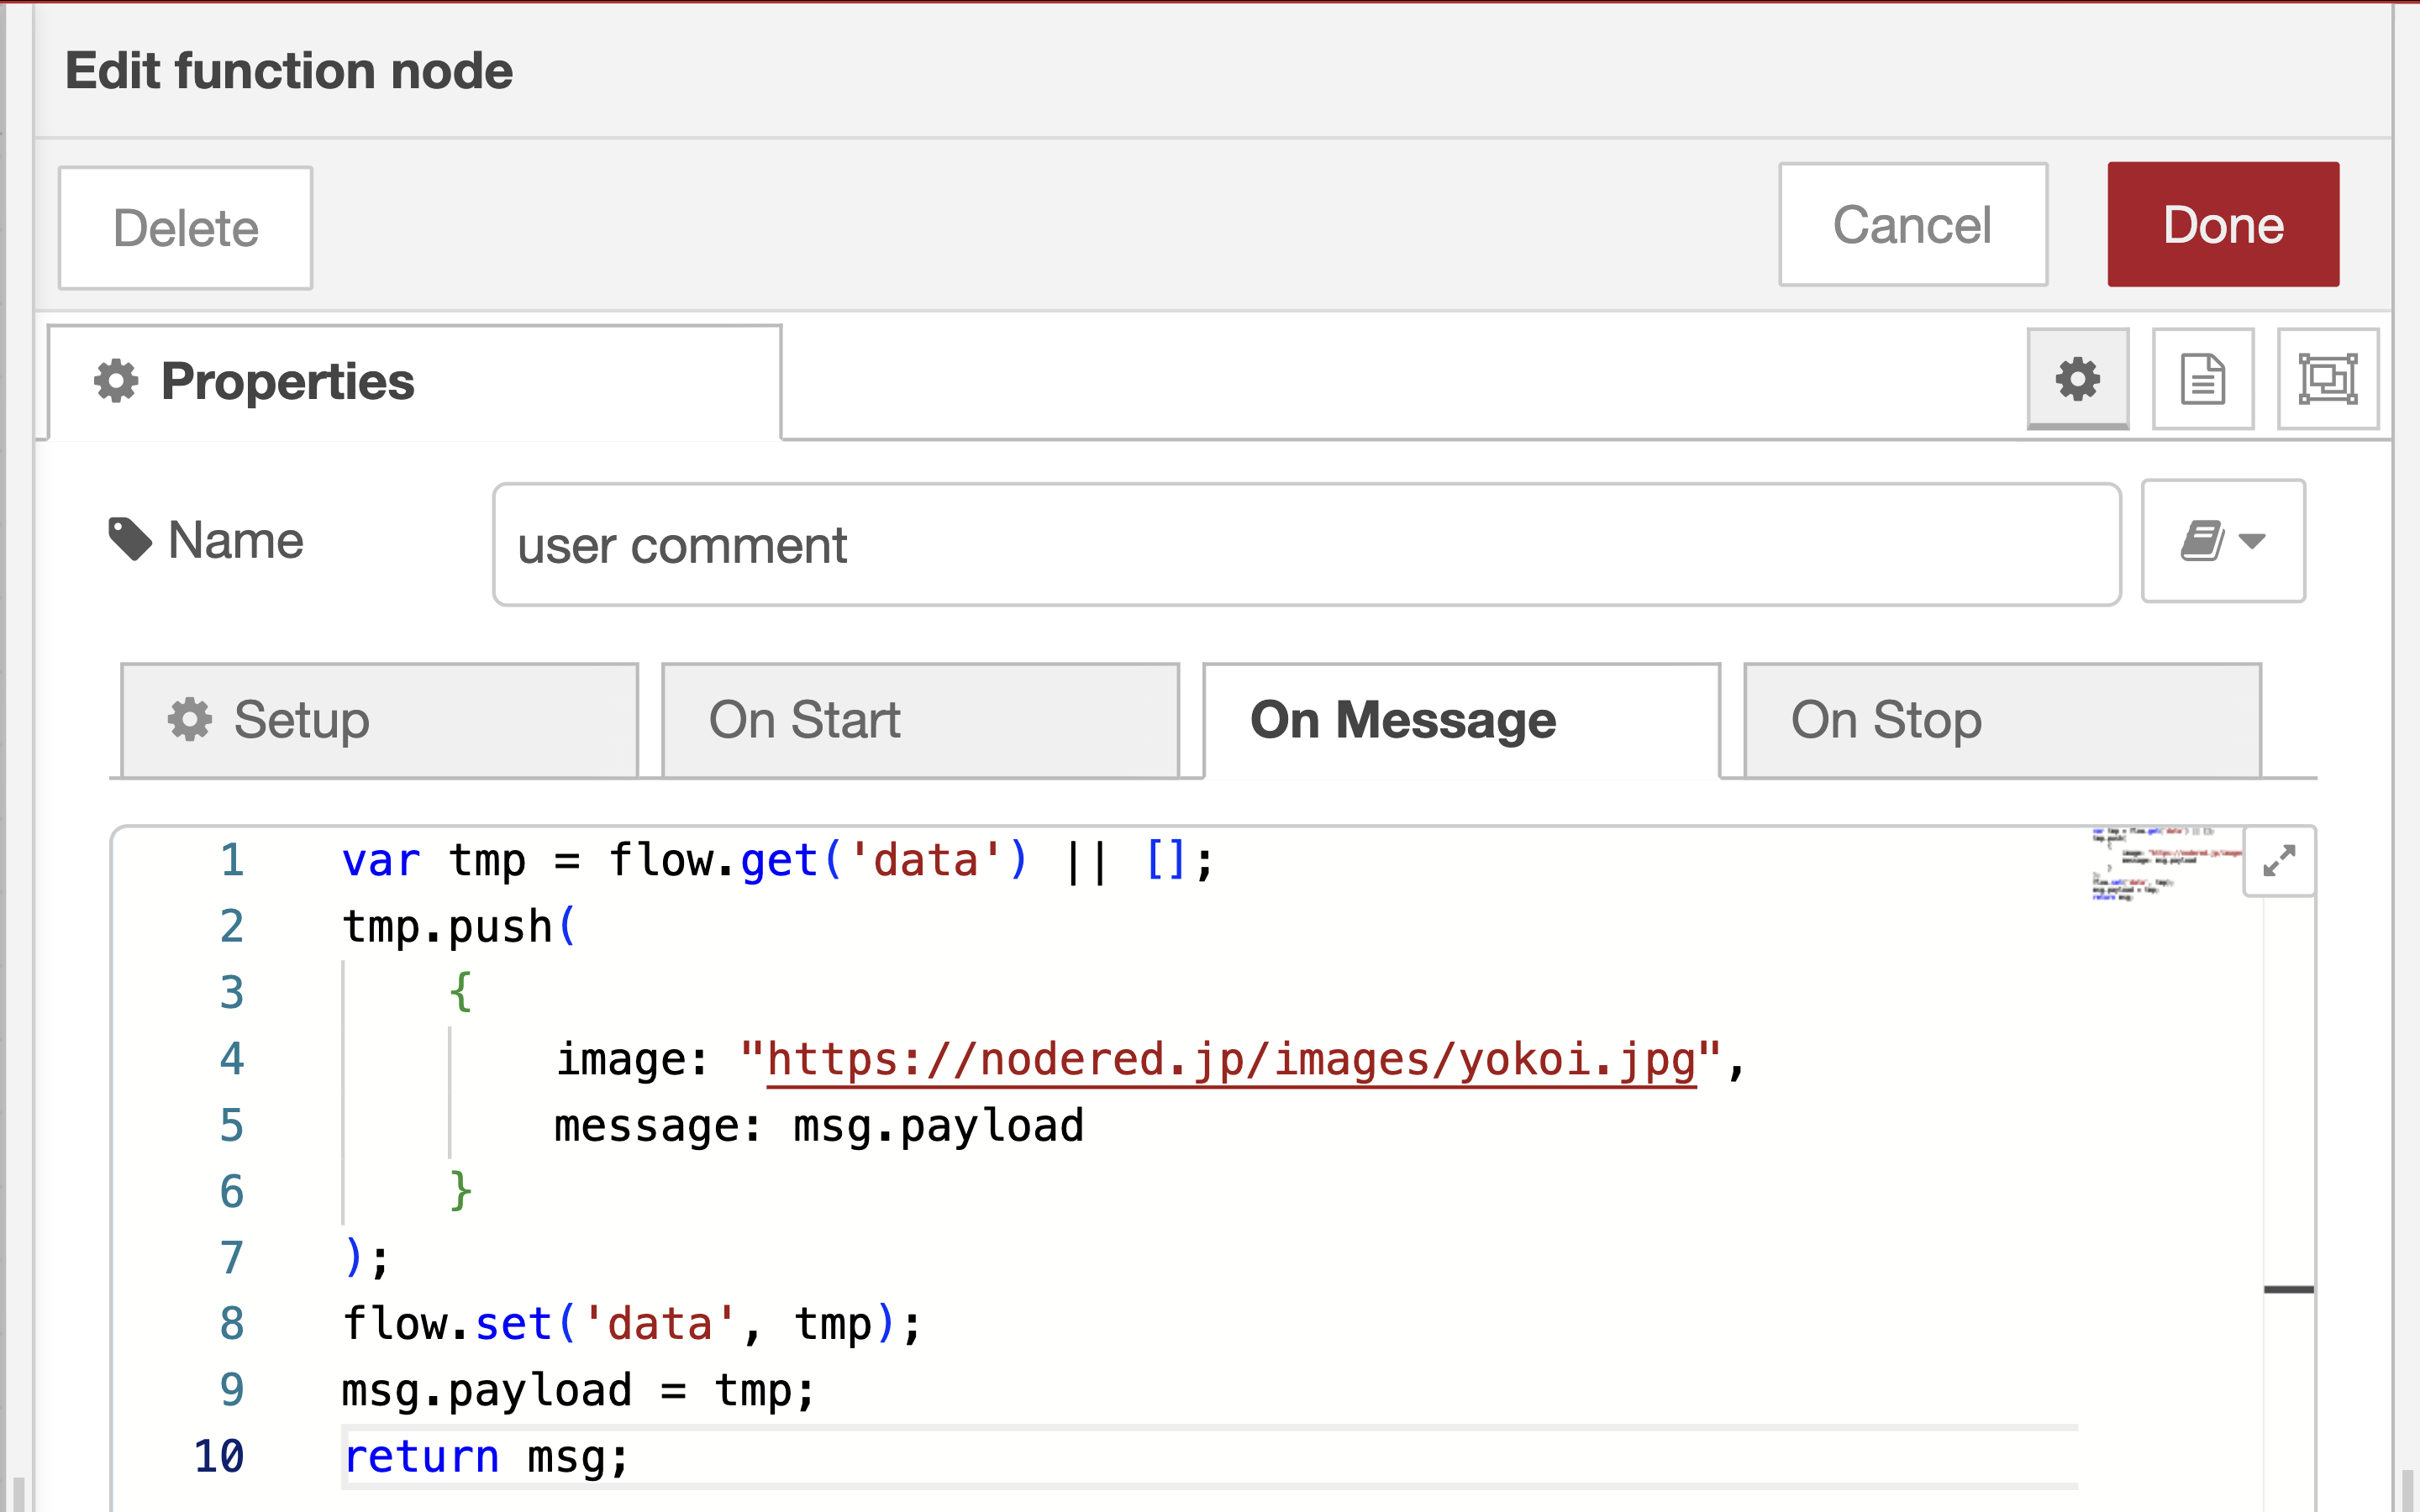 Edit function node
Delete
Cancel
Done
Properties
Name
user comment
Setup
On Start
On Message
On Stop
1 var tmp = flow.get('data') || [];
2 tmp.push(
3 {
4 image: "https://nodered.jp/images/yokoi.jpg",
5 message: msg.payload
6 }
7 );
8 flow.set('data', tmp);
9 msg.payload = tmp;
10 return msg;